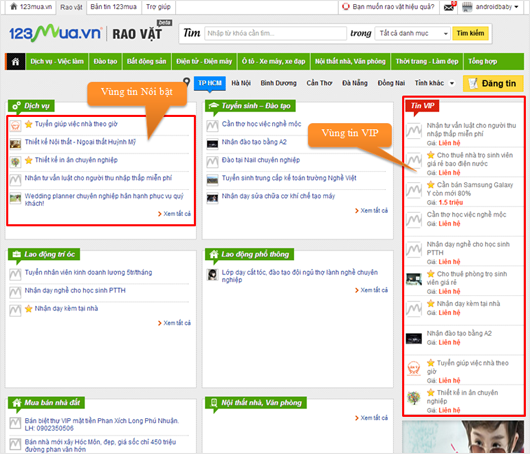 123mua.vn Rao vặt Bản tin 123mua Trợ giúp Bạn muốn rao vặt hiệu quả? androidbaby
123Mua.vn RAO VẶT beta
Tìm Nhập từ khóa cần tìm... trong Tất cả danh mục Tìm kiếm
Dịch vụ - Việc làm Đào tạo Bất động sản Điện tử - Điện máy Ô tô - Xe máy, xe đạp Nội thất nhà, Văn phòng Thời trang - Làm đẹp Tổng hợp
TP HCM Hà Nội Bình Dương Cần Thơ Đà Nẵng Đồng Nai Tỉnh khác Đăng tin
Vùng tin Nổi bật
Vùng tin VIP
Dịch vụ
Tuyển giúp việc nhà theo giờ
Thiết kế Nội thất - Ngoại thất Huỳnh Mỹ
Thiết kế in ấn chuyên nghiệp
Nhận tư vấn luật cho người thu nhập thấp miễn phí
Wedding planner chuyên nghiệp hân hạnh phục vụ quý
khách!
Xem tất cả
Tuyển sinh – Đào tạo
Cần thợ học việc nghề mộc
Nhận đào tạo bằng A2
Đào tại Nail chuyên nghiệp
Tuyển sinh trung cấp kế toán trường Nghề Việt
Nhận dạy sửa chữa cơ khí chế tạo máy
Xem tất cả
Lao động trí óc
Tuyển nhân viên kinh doanh lương 5tr/tháng
Nhận dạy nghề cho học sinh PTTH
Nhận dạy kèm tại nhà
Xem tất cả
Lao động phổ thông
Lớp dạy cắt tóc, đào tạo đội ngũ thợ lành nghề chuyên
nghiệp
Xem tất cả
Mua bán nhà đất
Bán biệt thự VIP mặt tiền Phan Xích Long Phú Nhuận.
LH: 0902350506
Bán nhà mới xây Hóc Môn, đẹp, giá sốc chỉ 450 triệu
đường phan văn hớn
Nội thất nhà, Văn phòng
Xem tất cả
Tin VIP
Nhận tư vấn luật cho người thu
nhập thấp miễn phí
Giá: Liên hệ
Cho thuê nhà trọ sinh viên
giá rẻ bao điện nước
Giá: Liên hệ
Cần bán Samsung Galaxy
Y còn mới 80%
Giá: 1.5 triệu
Cần thợ học việc nghề mộc
Giá: Liên hệ
Nhận dạy nghề cho học sinh
PTTH
Giá: Liên hệ
Cho thuê phòng trọ sinh
viên giá rẻ
Giá: Liên hệ
Nhận dạy kèm tại nhà
Giá: Liên hệ
Nhận đào tạo bằng A2
Giá: Liên hệ
Tuyển giúp việc nhà theo
giờ
Giá: Liên hệ
Thiết kế in ấn chuyên
nghiệp
Giá: Liên hệ